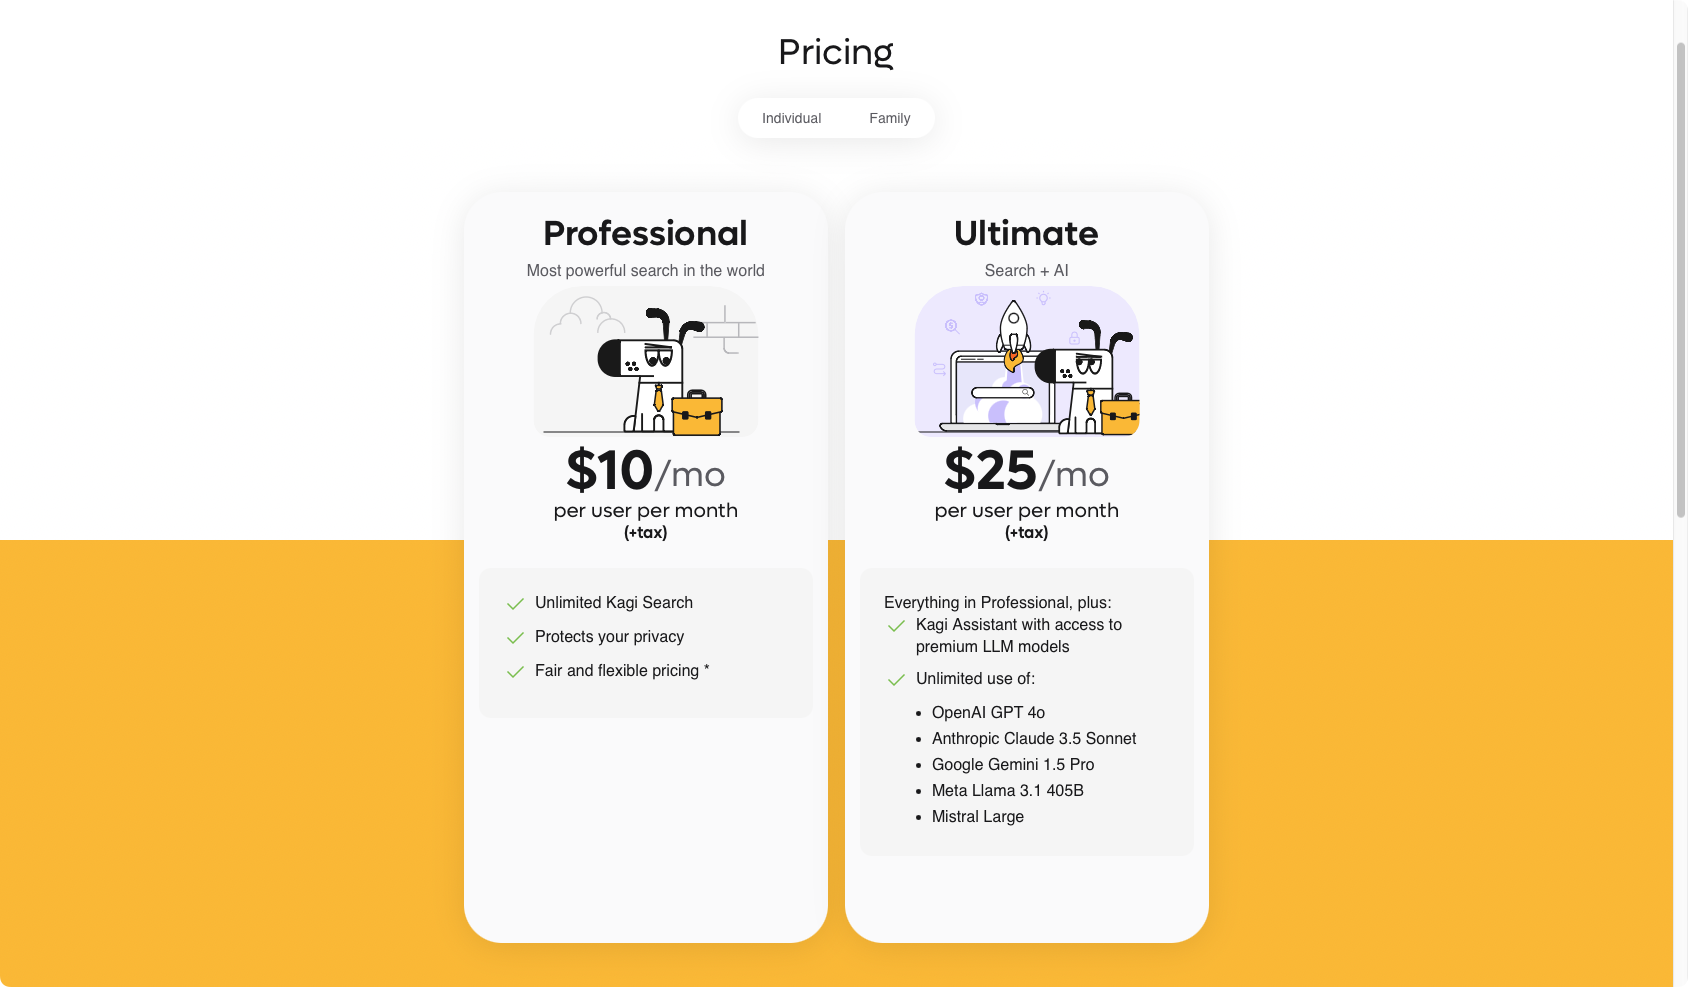 Pricing
Individual
Family
Professional
Most powerful search in the world
$10/mo
per user per month
(+tax)
Unlimited Kagi Search
Protects your privacy
Fair and flexible pricing *
Ultimate
Search + AI
$25/mo
per user per month
(+tax)
Everything in Professional, plus:
Kagi Assistant with access to
premium LLM models
Unlimited use of:
• OpenAI GPT 4o
• Anthropic Claude 3.5 Sonnet
• Google Gemini 1.5 Pro
• Meta Llama 3.1 405B
• Mistral Large